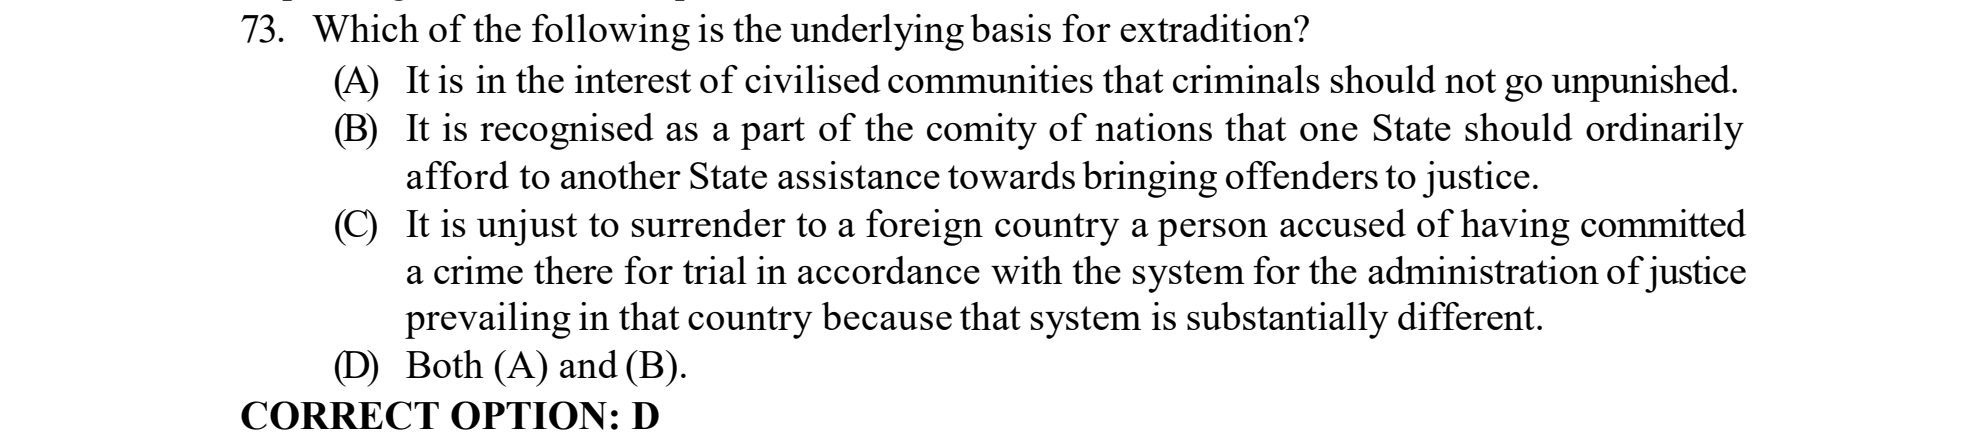 73. Which of the following is the underlying basis for extradition?
(A) It is in the interest of civilised communities that criminals should not go unpunished.
(B) It is recognised as a part of the comity of nations that one State should ordinarily
afford to another State assistance towards bringing offenders to justice.
(C) It is unjust to surrender to a foreign country a person accused of having committed
a crime there for trial in accordance with the system for the administration of justice
prevailing in that country because that system is substantially different.
(D) Both (A) and (B).
CORRECT OPTION: D